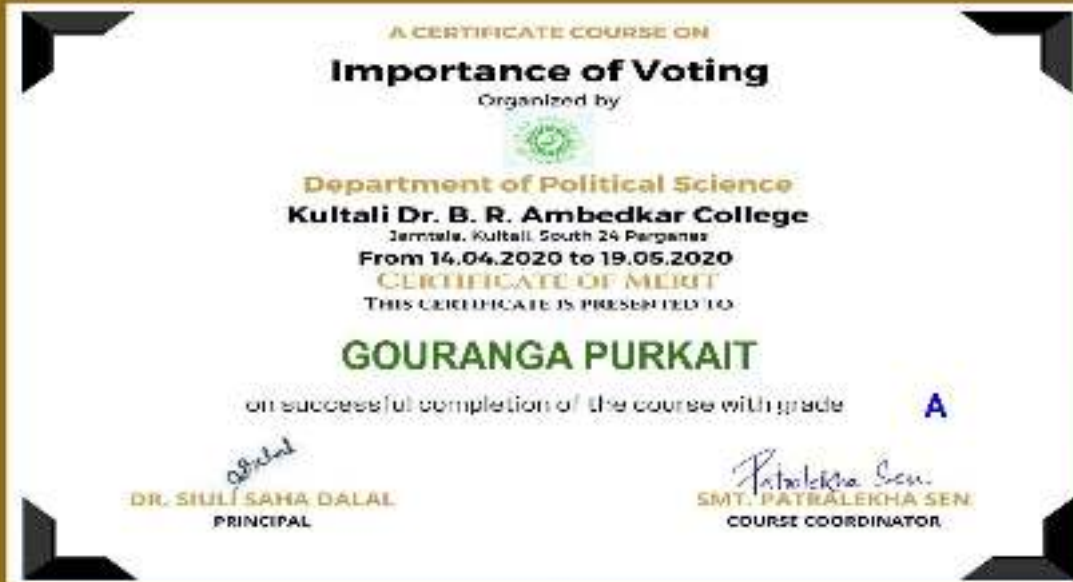 A CERTIFICATE COURSE ON
Importance of Voting
Organized by
Department of Political Science
Kultali Dr. B. R. Ambedkar College
Jamtala, Kultali, South 24 Parganas
From 14.04.2020 to 19.05.2020
CERTIFICATE OF MERIT
THIS CERTIFICATE IS PRESENTED TO
GOURANGA PURKAIT
on successful completion of the course with grade A
Patralekha Sen.
DR. SIULI SAHA DALAL
SMT. PATRALEKHA SEN
PRINCIPAL
COURSE COORDINATOR